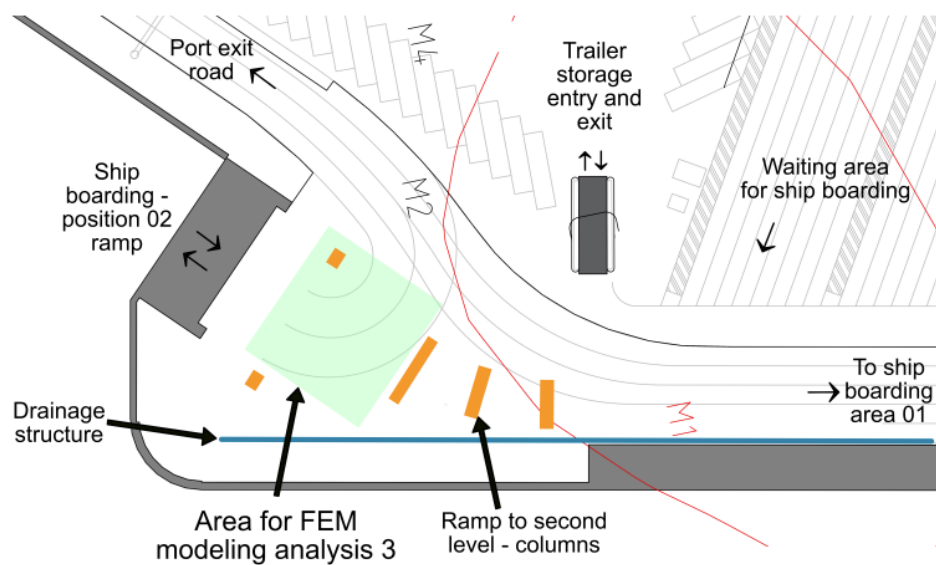 Port exit
road
M4
Trailer
storage
entry and
exit
Waiting area
for ship boarding
Ship
boarding -
position 02
ramp
M2
To ship
boarding
area 01
M1
Drainage
structure
Area for FEM
modeling analysis 3
Ramp to second
level - columns